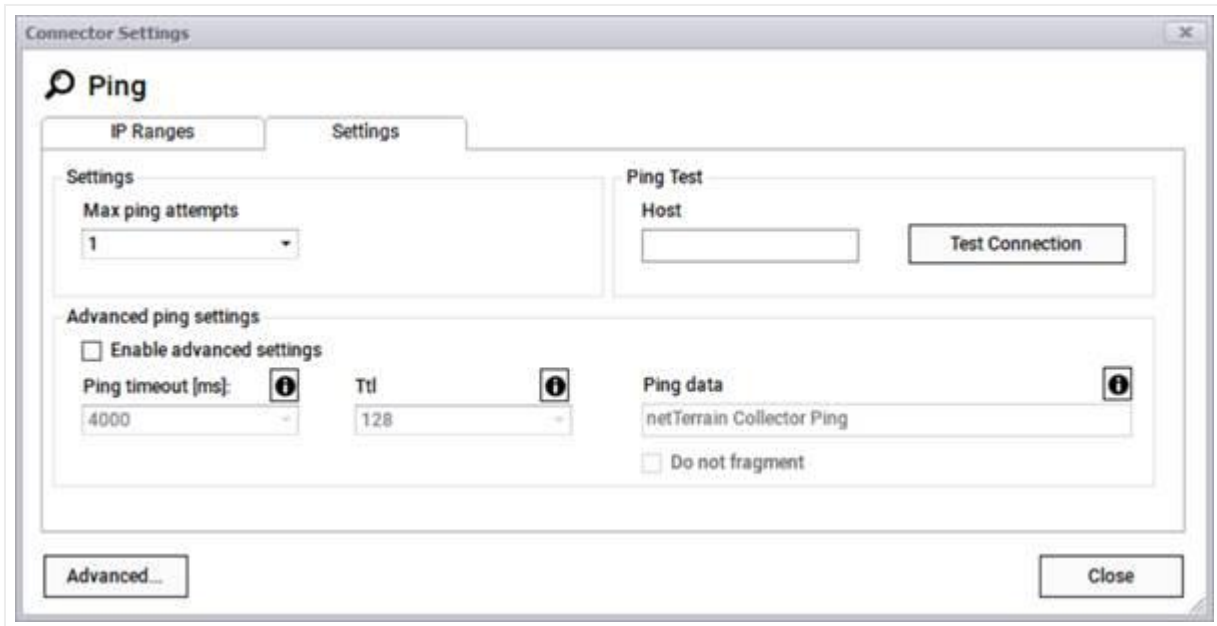 Connector Settings
Ping
IP Ranges
Settings
Settings
Max ping attempts
1
Ping Test
Host
Test Connection
Advanced ping settings
Enable advanced settings
Ping timeout [ms]:
Ttl
Ping data
4000
128
netTerrain Collector Ping
Do not fragment
Advanced...
Close